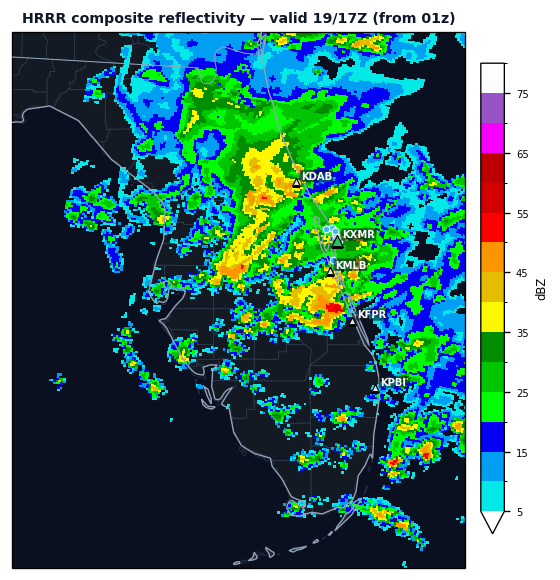 HRRR composite reflectivity — valid 19/17Z (from 01z)
KDAB
KXMR
KMLB
KFPR
KPBI
75
65
55
45
35
25
15
5
dBZ